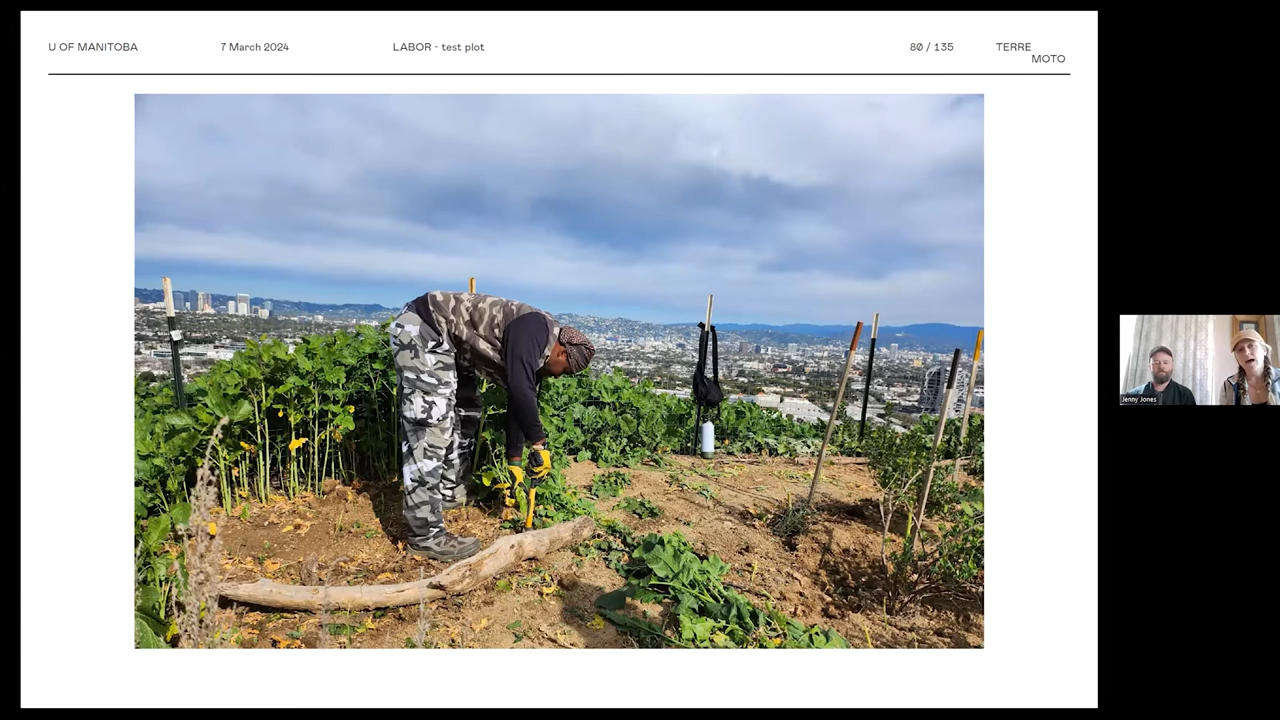 U OF MANITOBA
7 March 2024
LABOR - test plot
80 / 135
TERRE
MOTO
Jenny Jones